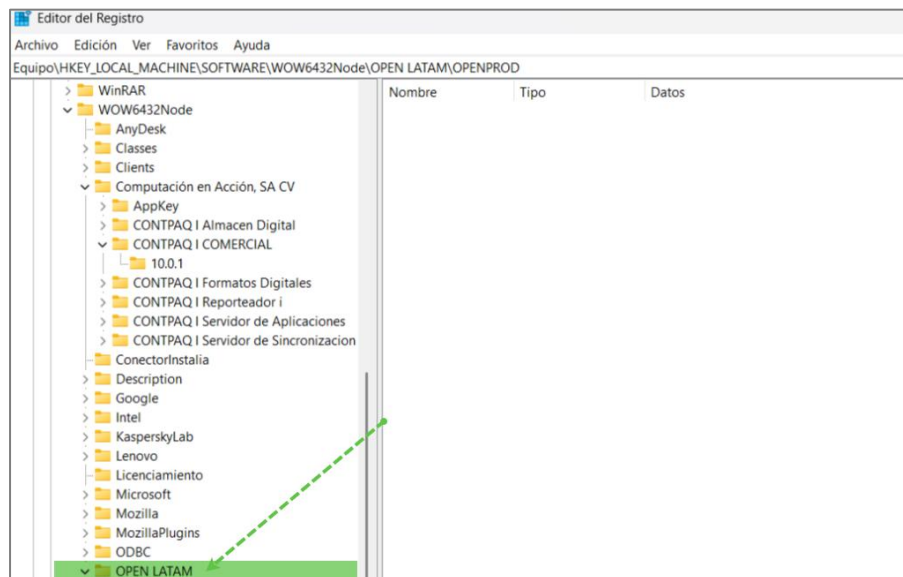 Editor del Registro
Archivo Edición Ver Favoritos Ayuda
Equipo\HKEY_LOCAL_MACHINE\SOFTWARE\WOW6432Node\OPEN LATAM\OPENPROD
Nombre Tipo Datos
WinRAR
WOW6432Node
AnyDesk
Classes
Clients
Computación en Acción, SA CV
AppKey
CONTPAQ I Almacen Digital
CONTPAQ I COMERCIAL
10.0.1
CONTPAQ I Formatos Digitales
CONTPAQ I Reporteador i
CONTPAQ I Servidor de Aplicaciones
CONTPAQ I Servidor de Sincronizacion
ConectorInstalia
Description
Google
Intel
KasperskyLab
Lenovo
Licenciamiento
Microsoft
Mozilla
MozillaPlugins
ODBC
OPEN LATAM